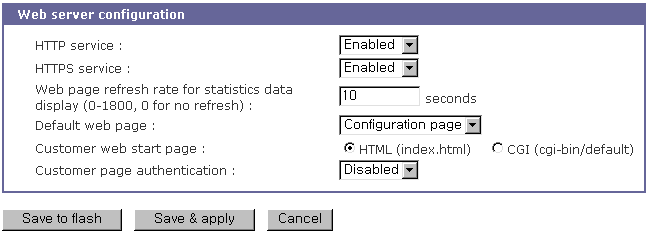 Web server configuration
HTTP service : Enabled
HTTPS service : Enabled
Web page refresh rate for statistics data
display (0-1800, 0 for no refresh) : 10 seconds
Default web page : Configuration page
Customer web start page : HTML (index.html) CGI (cgi-bin/default)
Customer page authentication : Disabled
Save to flash Save & apply Cancel